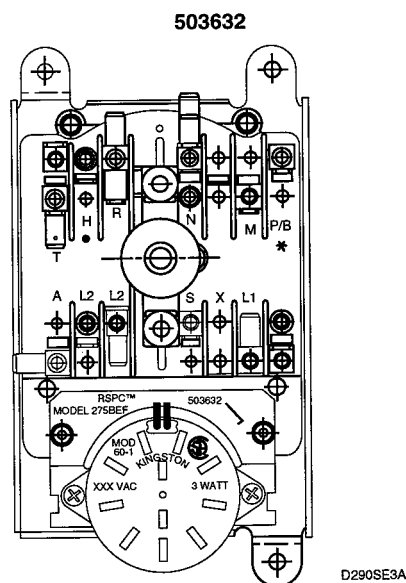 503632
H
R
N
M
P/B
T
*
A
L2
L2
S
X
L1
RSPC™
MODEL 275BEF
503632
MOD
60-1
KINGSTON
XXX VAC
3 WATT
D290SE3A